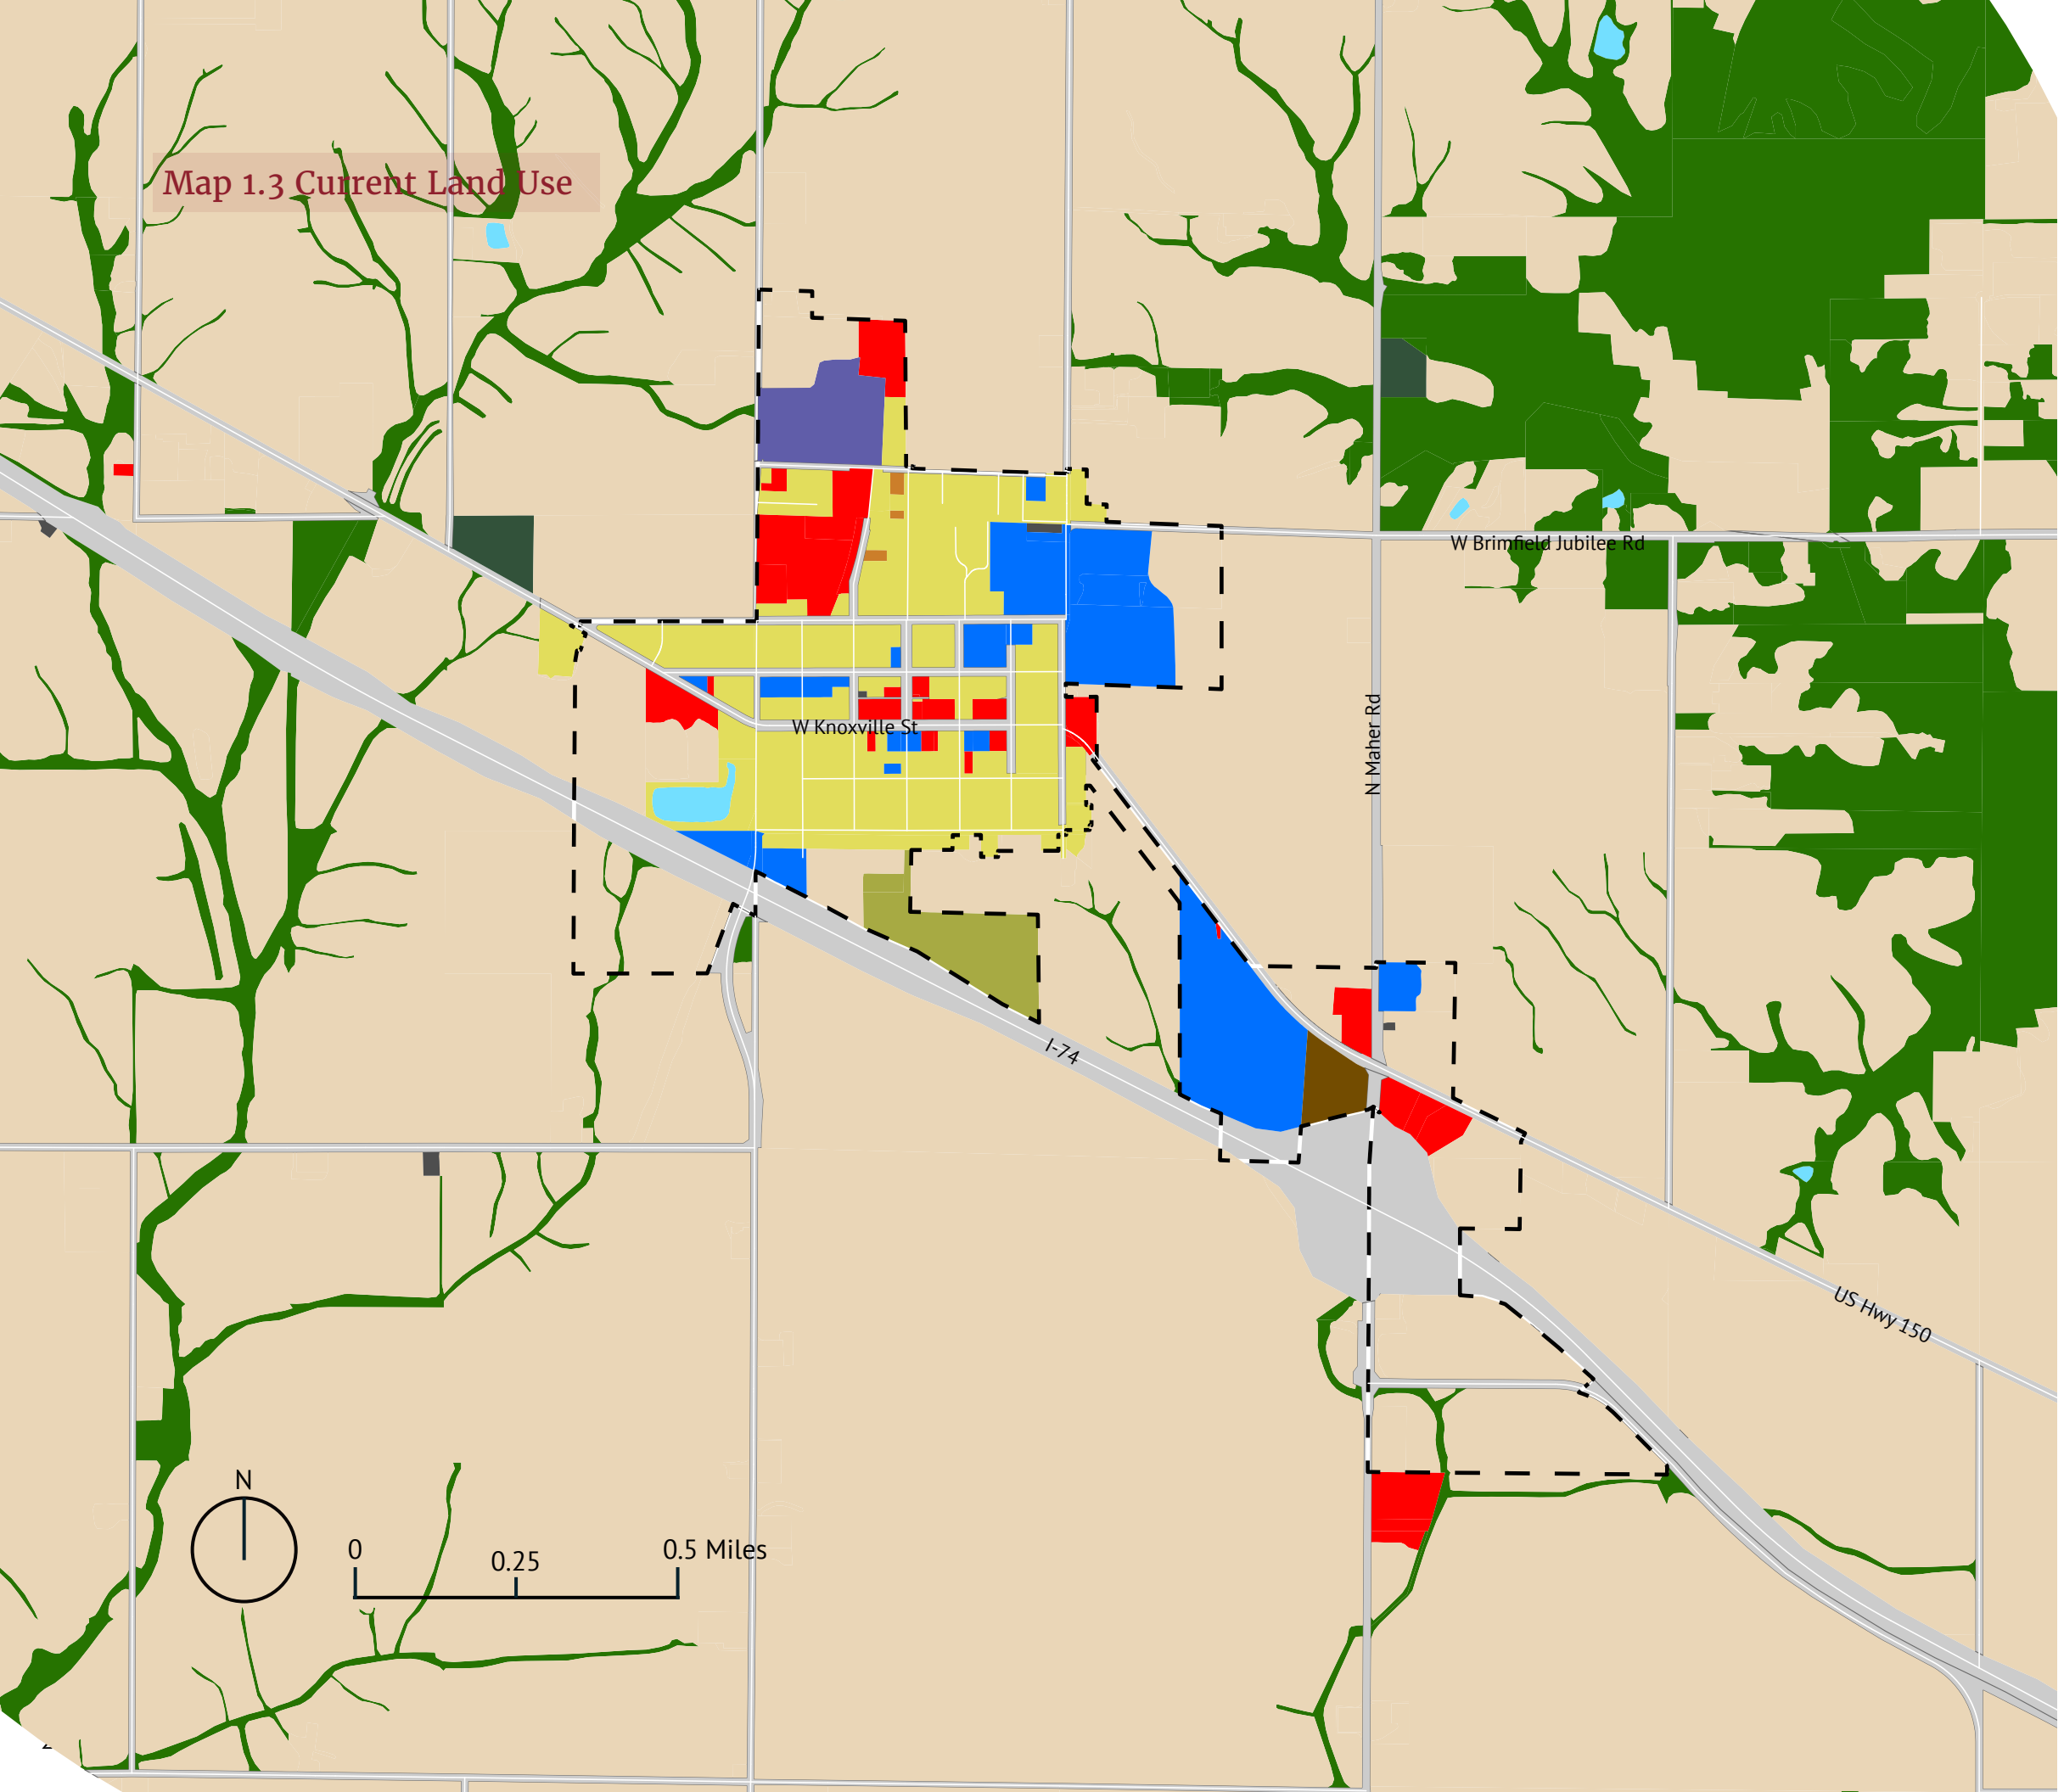 Map 1.3 Current Land Use
W Brimfield Jubilee Rd
N Maher Rd
W Knoxville St
I-74
US Hwy 150
N
0
0.25
0.5 Miles